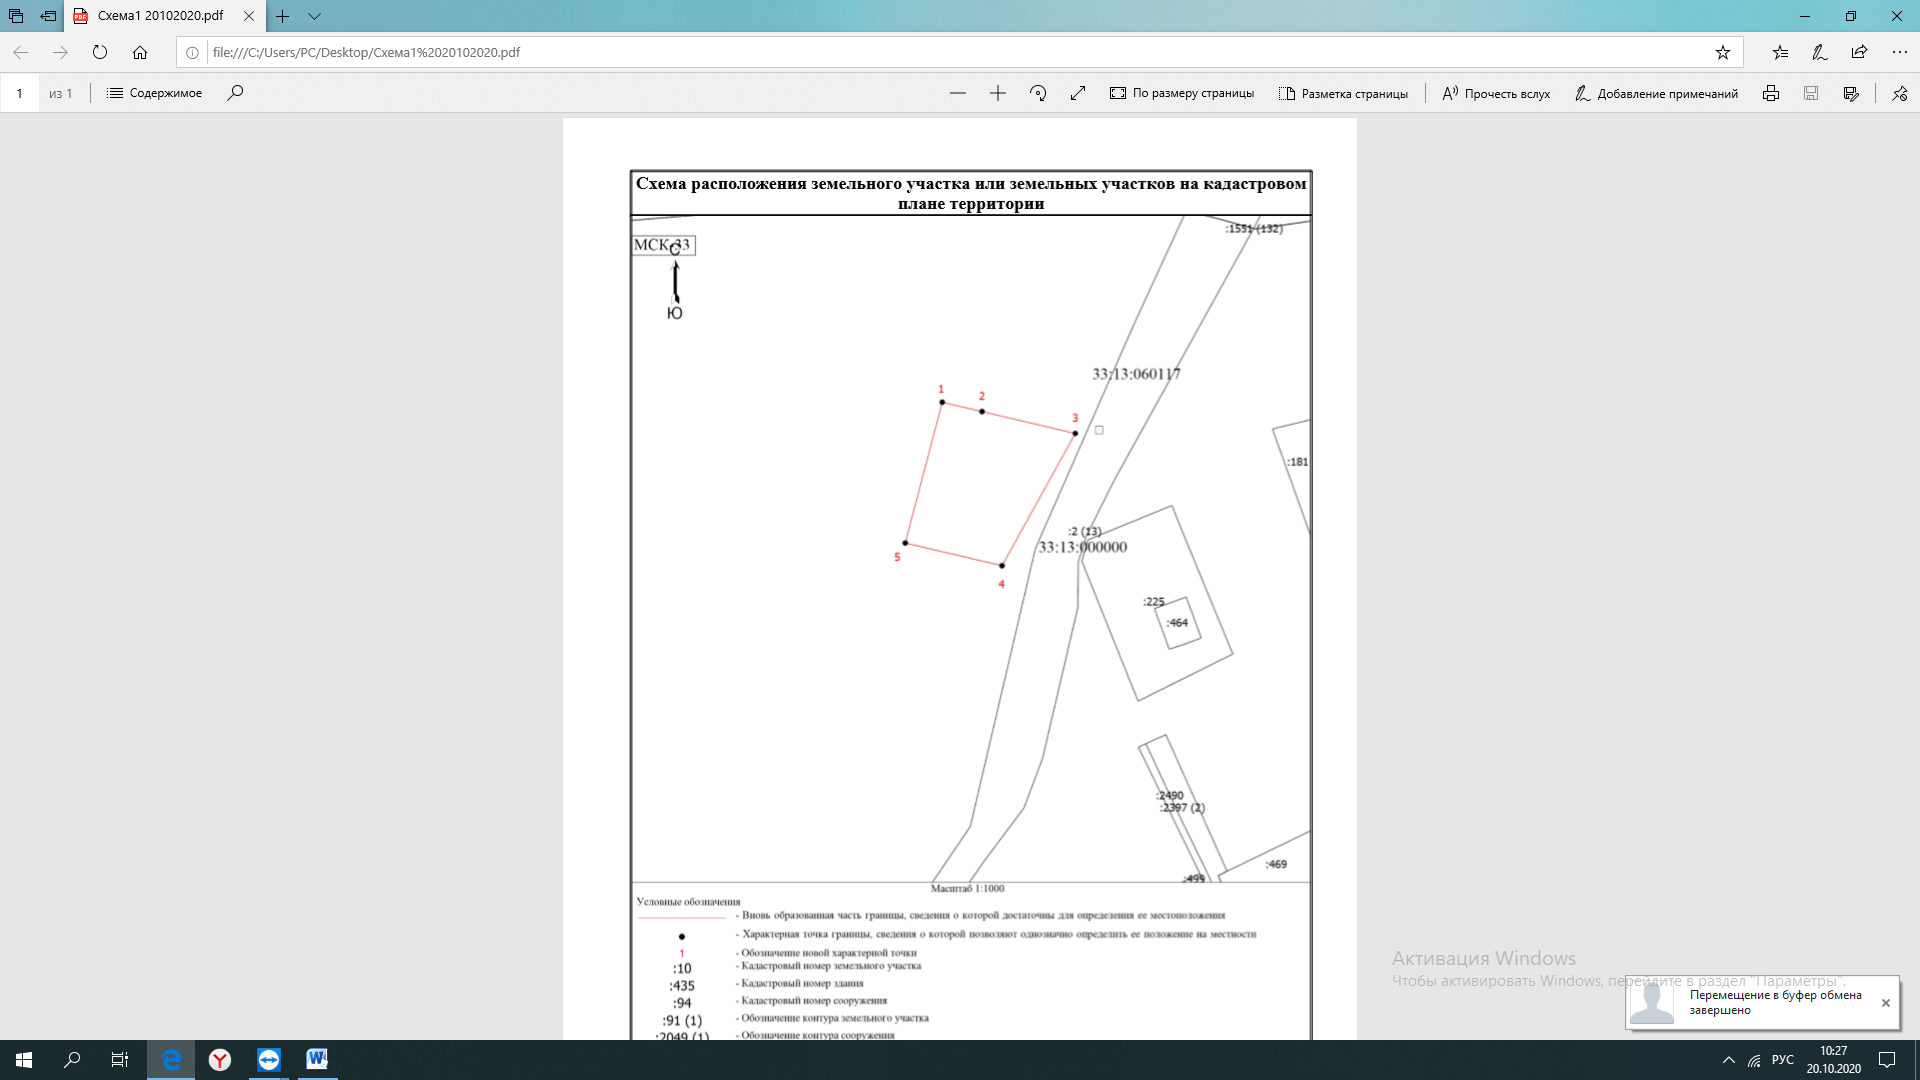 Схема1 20102020.pdf
file:///C:/Users/PC/Desktop/Схема1%2020102020.pdf
1 из 1 Содержимое По размеру страницы Разметка страницы Прочесть вслух Добавление примечаний
Схема расположения земельного участка или земельных участков на кадастровом
плане территории
:1551 (132)
МСК-33
С
Ю
33:13:060117
1
2
3
:181
:2 (13)
33:13:000000
5
4
:225
:464
:2490
:2397 (2)
:469
:499
Масштаб 1:1000
Условные обозначения
- Вновь образованная часть границы, сведения о которой достаточны для определения ее местоположения
- Характерная точка границы, сведения о которой позволяют однозначно определить ее положение на местности
1 - Обозначение новой характерной точки
:10 - Кадастровый номер земельного участка
:435 - Кадастровый номер здания
:94 - Кадастровый номер сооружения
:91 (1) - Обозначение контура земельного участка
:2049 (1) - Обозначение контура сооружения
Активация Windows
Чтобы активировать Windows, перейдите в раздел "Параметры".
Перемещение в буфер обмена
завершено
РУС
10:27
20.10.2020